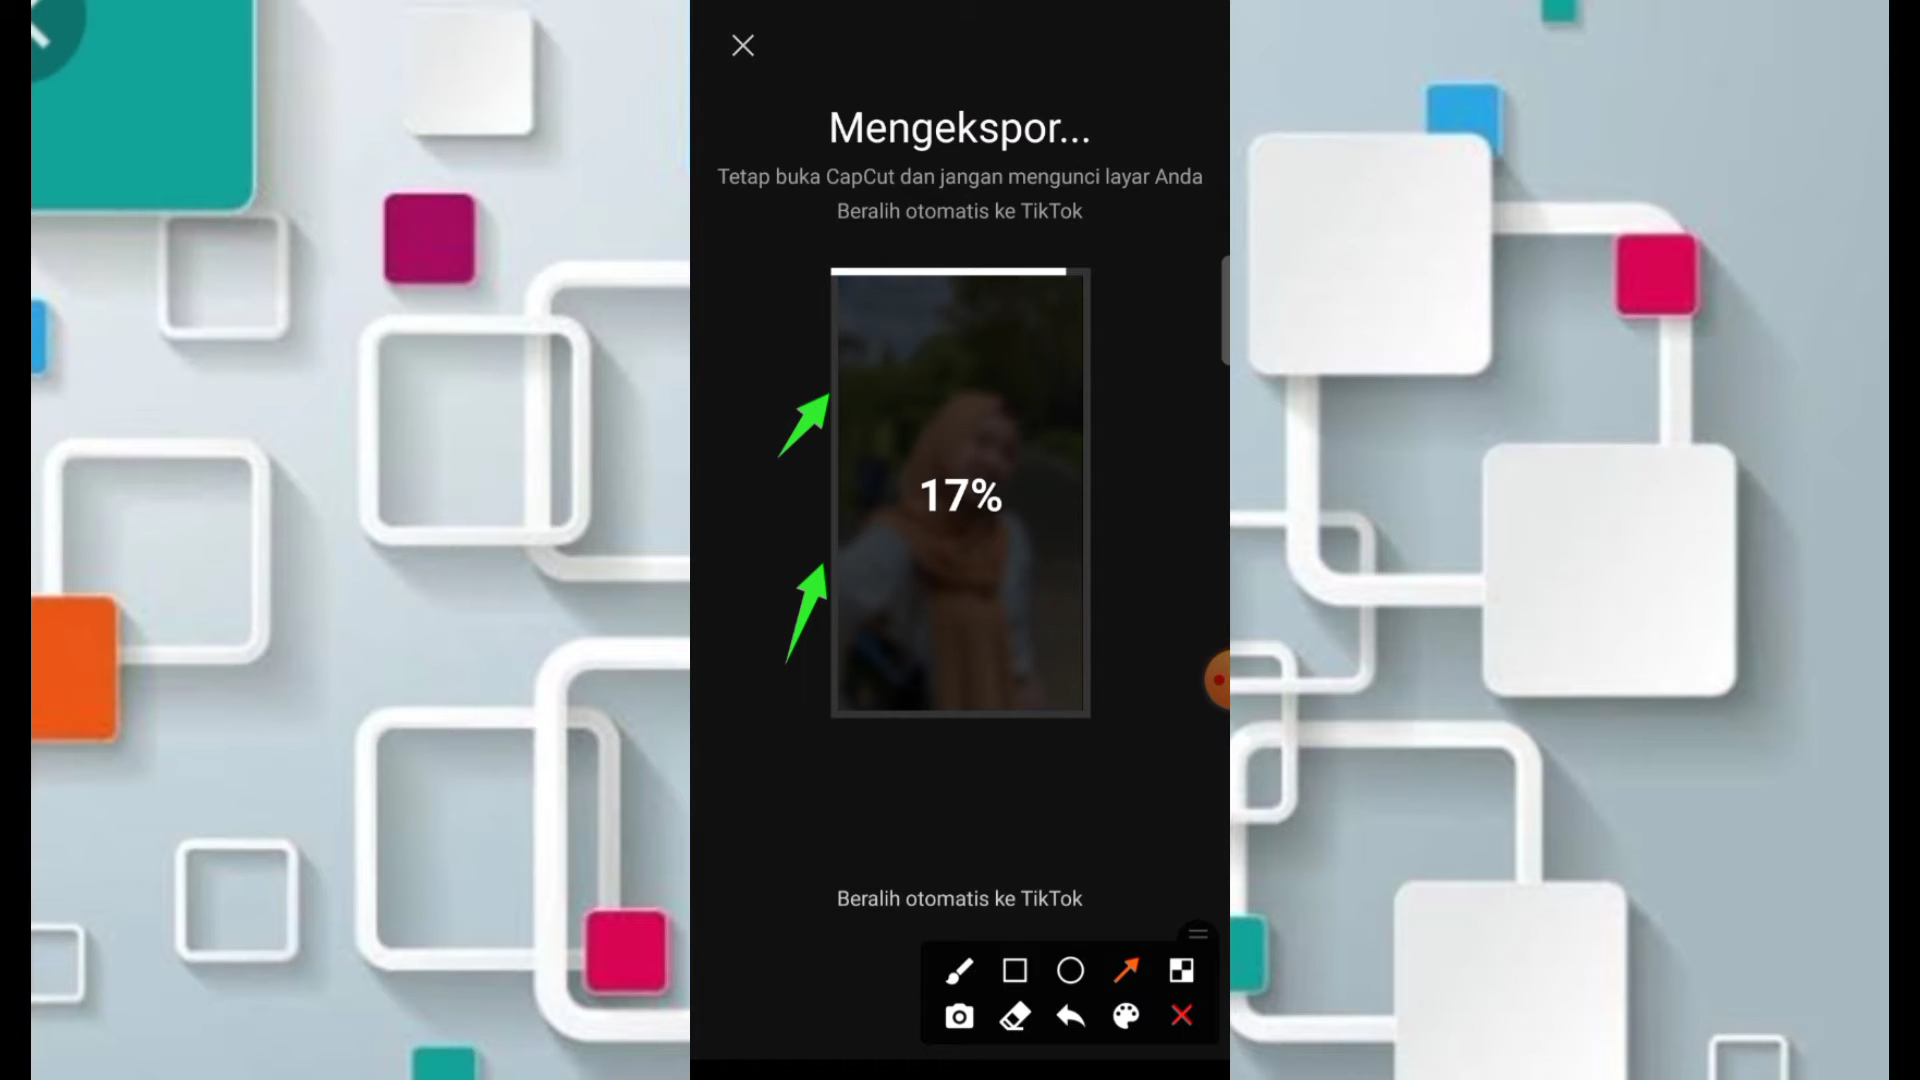 Mengekspor...
Tetap buka CapCut dan jangan mengunci layar Anda
Beralih otomatis ke TikTok
17%
Beralih otomatis ke TikTok